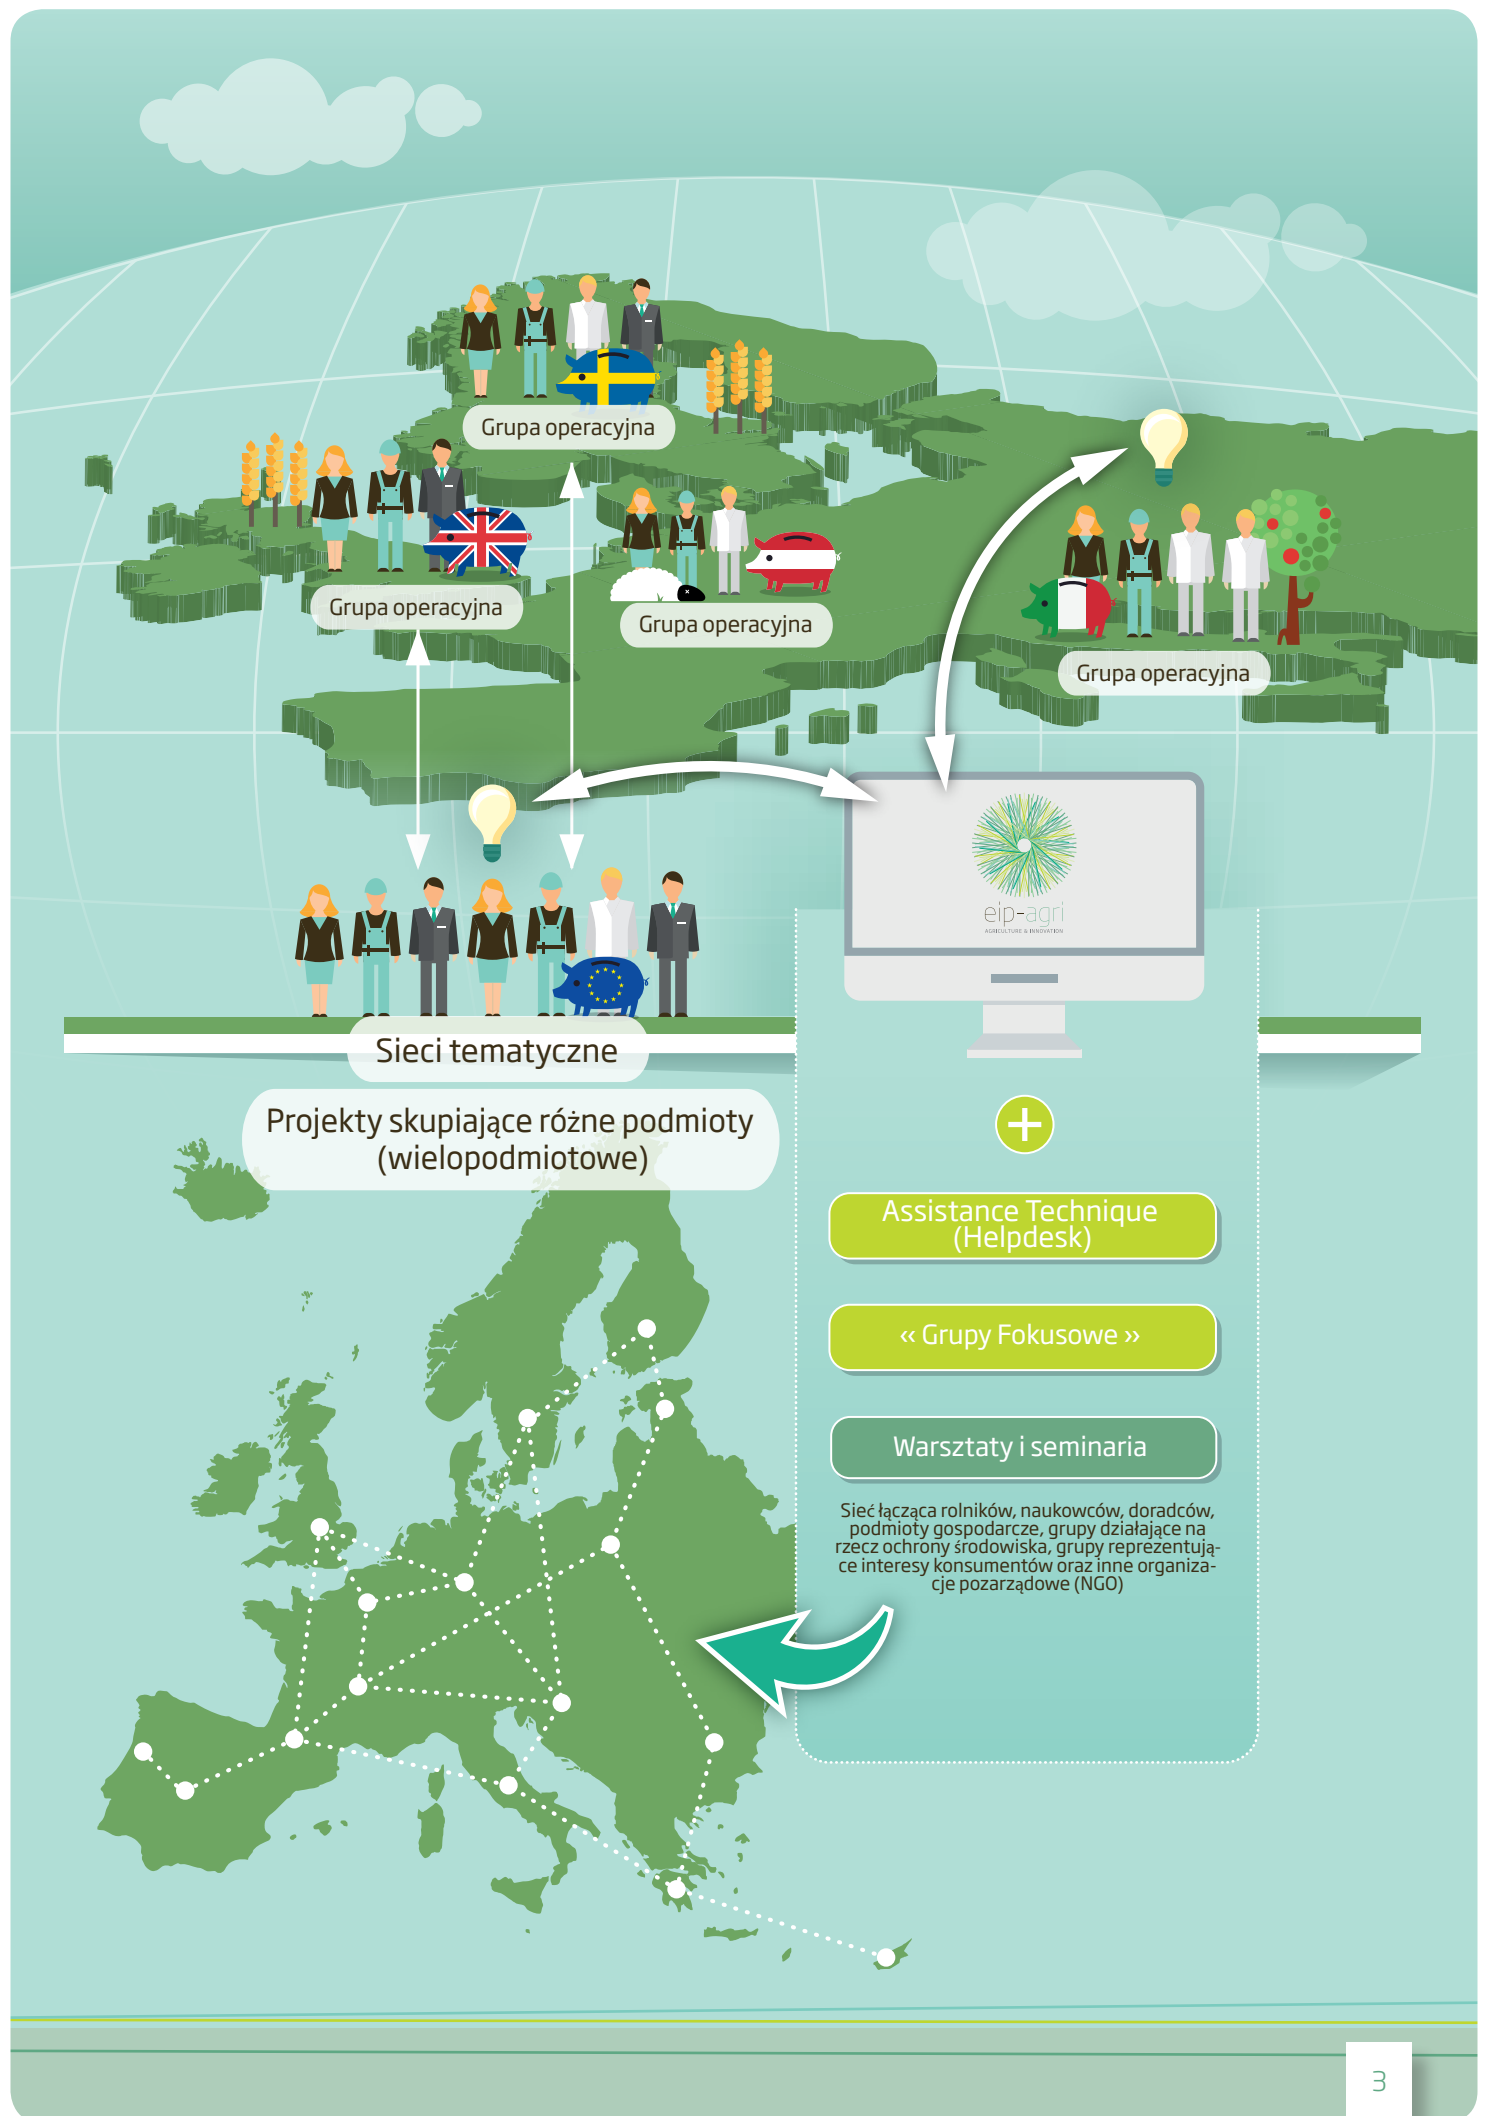 Grupa operacyjna
Grupa operacyjna
Grupa operacyjna
Grupa operacyjna
eip-agri
AGRICULTURE & INNOVATION
Sieci tematyczne
Projekty skupiające różne podmioty
(wielopodmiotowe)
+
Assistance Technique
(Helpdesk)
‹‹ Grupy Fokusowe ››
Warsztaty i seminaria
Sieć łącząca rolników, naukowców, doradców,
podmioty gospodarcze, grupy działające na
rzecz ochrony środowiska, grupy reprezentują-
ce interesy konsumentów oraz inne organiza-
cje pozarządowe (NGO)
3